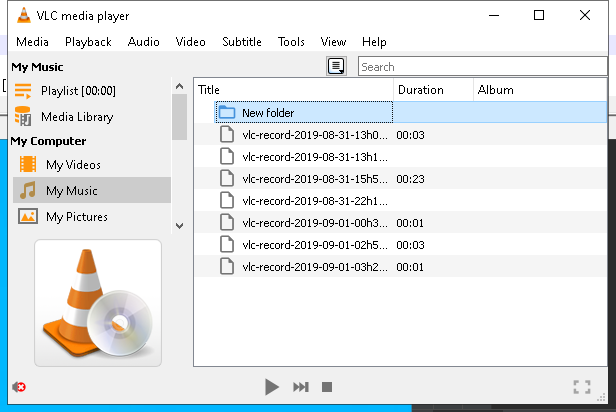 VLC media player
Media Playback Audio Video Subtitle Tools View Help
My Music
Playlist [00:00]
Media Library
My Computer
My Videos
My Music
My Pictures
Search
Title Duration Album
New folder
vlc-record-2019-08-31-13h0... 00:03
vlc-record-2019-08-31-13h1...
vlc-record-2019-08-31-15h5... 00:23
vlc-record-2019-08-31-22h1...
vlc-record-2019-09-01-00h3... 00:01
vlc-record-2019-09-01-02h5... 00:03
vlc-record-2019-09-01-03h2... 00:01